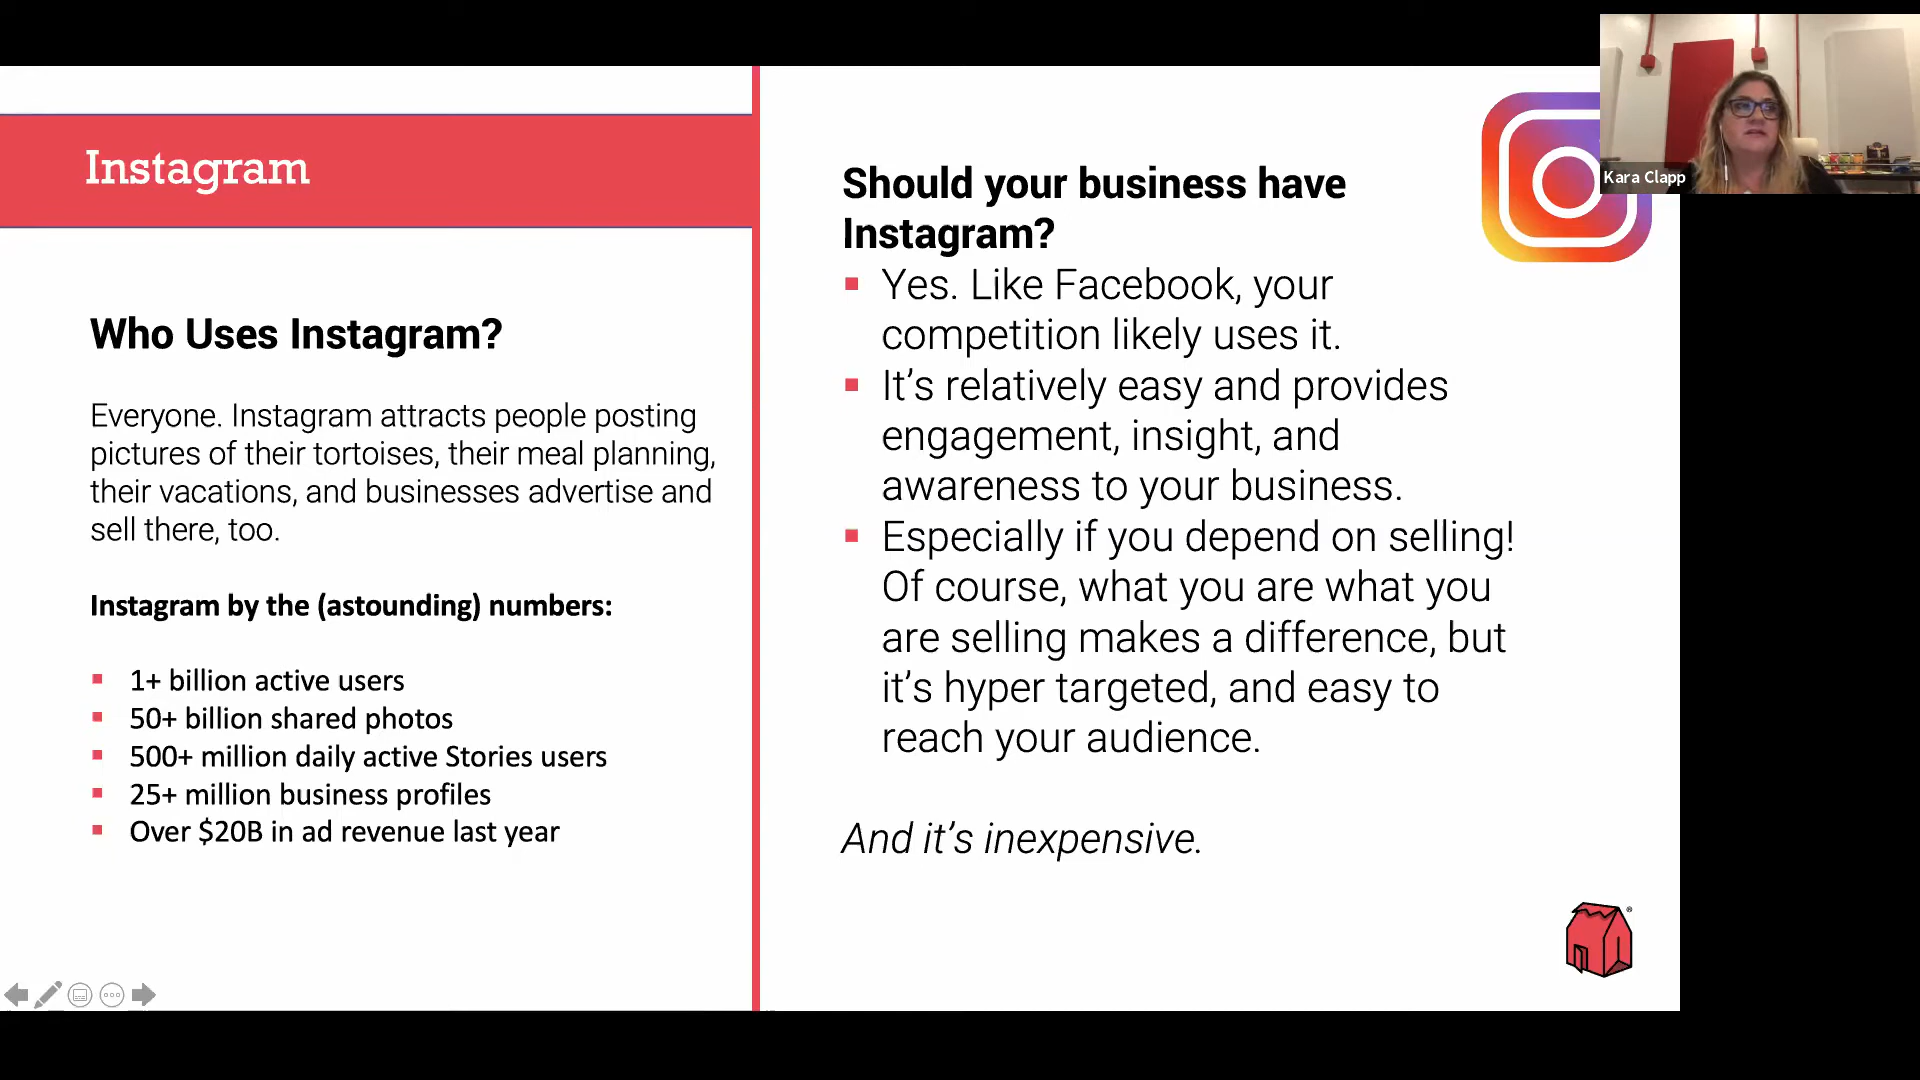 Instagram
Who Uses Instagram?
Everyone. Instagram attracts people posting
pictures of their tortoises, their meal planning,
their vacations, and businesses advertise and
sell there, too.
Instagram by the (astounding) numbers:
1+ billion active users
50+ billion shared photos
500+ million daily active Stories users
25+ million business profiles
Over $20B in ad revenue last year
Should your business have
Instagram?
Yes. Like Facebook, your
competition likely uses it.
It’s relatively easy and provides
engagement, insight, and
awareness to your business.
Especially if you depend on selling!
Of course, what you are what you
are selling makes a difference, but
it’s hyper targeted, and easy to
reach your audience.
And it’s inexpensive.
®
Kara Clapp